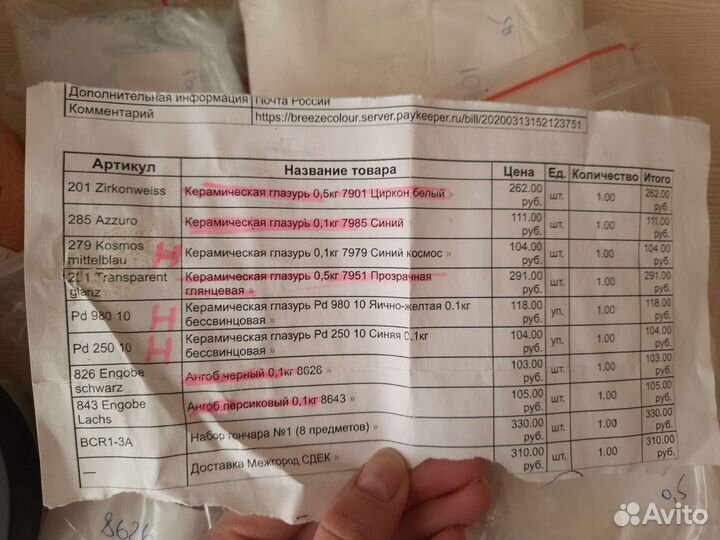 Дополнительная информация Почта России
Комментарий https://breezecolour.server.paykeeper.ru/bill/20200313152123751
Артикул Название товара Цена Ед. Количество Итого
201 Zirkonweiss Керамическая глазурь 0,5кг 7901 Циркон белый » 262.00 руб. шт. 1.00 262.00 руб.
285 Azzuro Керамическая глазурь 0,1кг 7985 Синий 111.00 руб. шт. 1.00 111.00 руб.
279 Kosmos mittelblau Н Керамическая глазурь 0,1кг 7979 Синий космос » 104.00 руб. шт. 1.00 104.00 руб.
Transparent glanz Керамическая глазурь 0,5кг 7951 Прозрачная глянцевая » 291.00 руб. шт. 1.00 291.00 руб.
Pd 980 10 Н Керамическая глазурь Pd 980 10 Яично-желтая 0.1кг бессвинцовая » 118.00 руб. уп. 1.00 118.00 руб.
Pd 250 10 Н Керамическая глазурь Pd 250 10 Синяя 0.1кг бессвинцовая » 104.00 руб. уп. 1.00 104.00 руб.
826 Engobe schwarz Ангоб черный 0,1кг 8626 » 103.00 руб. шт. 1.00 103.00 руб.
843 Engobe Lachs Ангоб персиковый 0,1кг 8643 » 105.00 руб. шт. 1.00 105.00 руб.
BCR1-3A Набор гончара №1 (8 предметов) » 330.00 руб. шт. 1.00 330.00 руб.
— Доставка Межгород СДЕК » 310.00 руб. шт. 1.00 310.00 руб.
8626
0,5
Avito